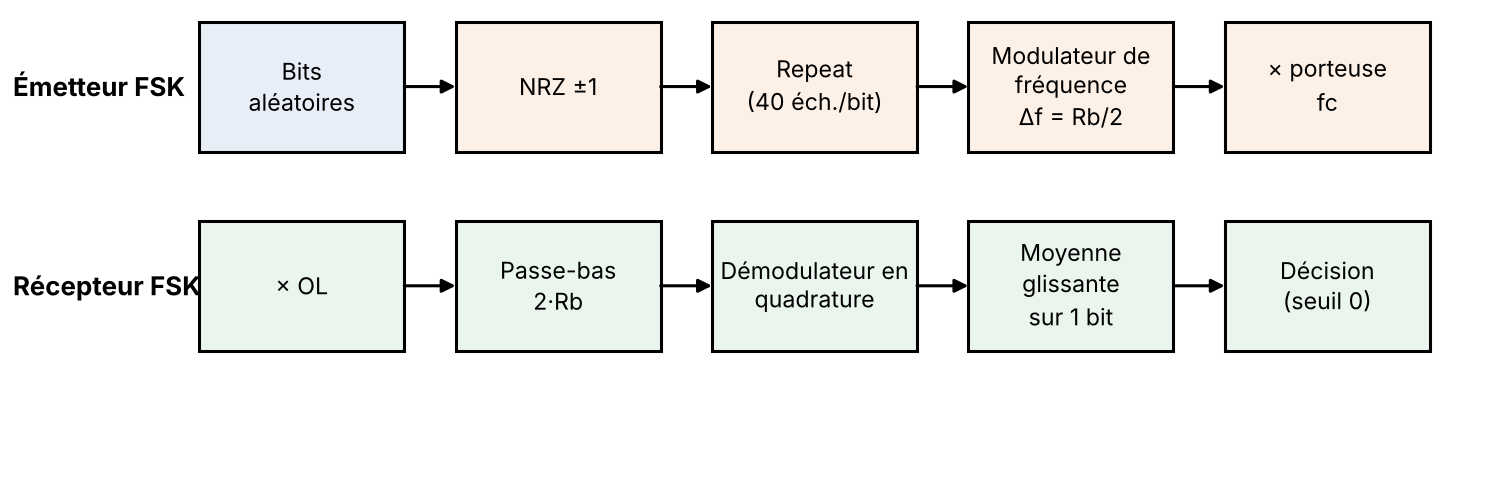 Émetteur FSK
Bits
aléatoires
NRZ ±1
Repeat
(40 éch./bit)
Modulateur de
fréquence
Δf = Rb/2
× porteuse
fc
Récepteur FSK
× OL
Passe-bas
2·Rb
Démodulateur en
quadrature
Moyenne
glissante
sur 1 bit
Décision
(seuil 0)